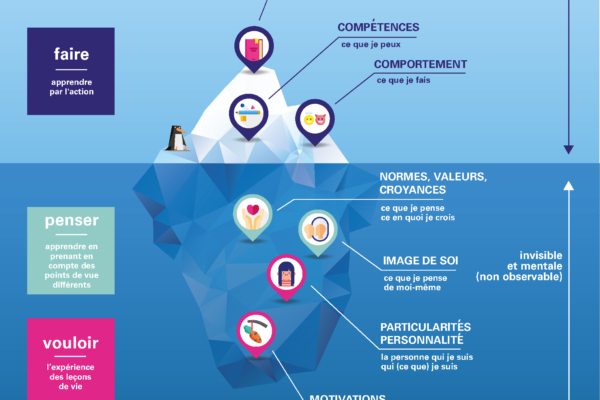 faire
apprendre
par l'action
COMPÉTENCES
ce que je peux
COMPORTEMENT
ce que je fais
penser
apprendre en
prenant en
compte des
points de vue
différents
NORMES, VALEURS,
CROYANCES
ce que je pense
ce en quoi je crois
IMAGE DE SOI
ce que je pense
de moi-même
invisible
et mentale
(non observable)
vouloir
l'expérience
des leçons
de vie
PARTICULARITÉS
PERSONNALITÉ
la personne qui je suis
qui (ce que) je suis
MOTIVATIONS